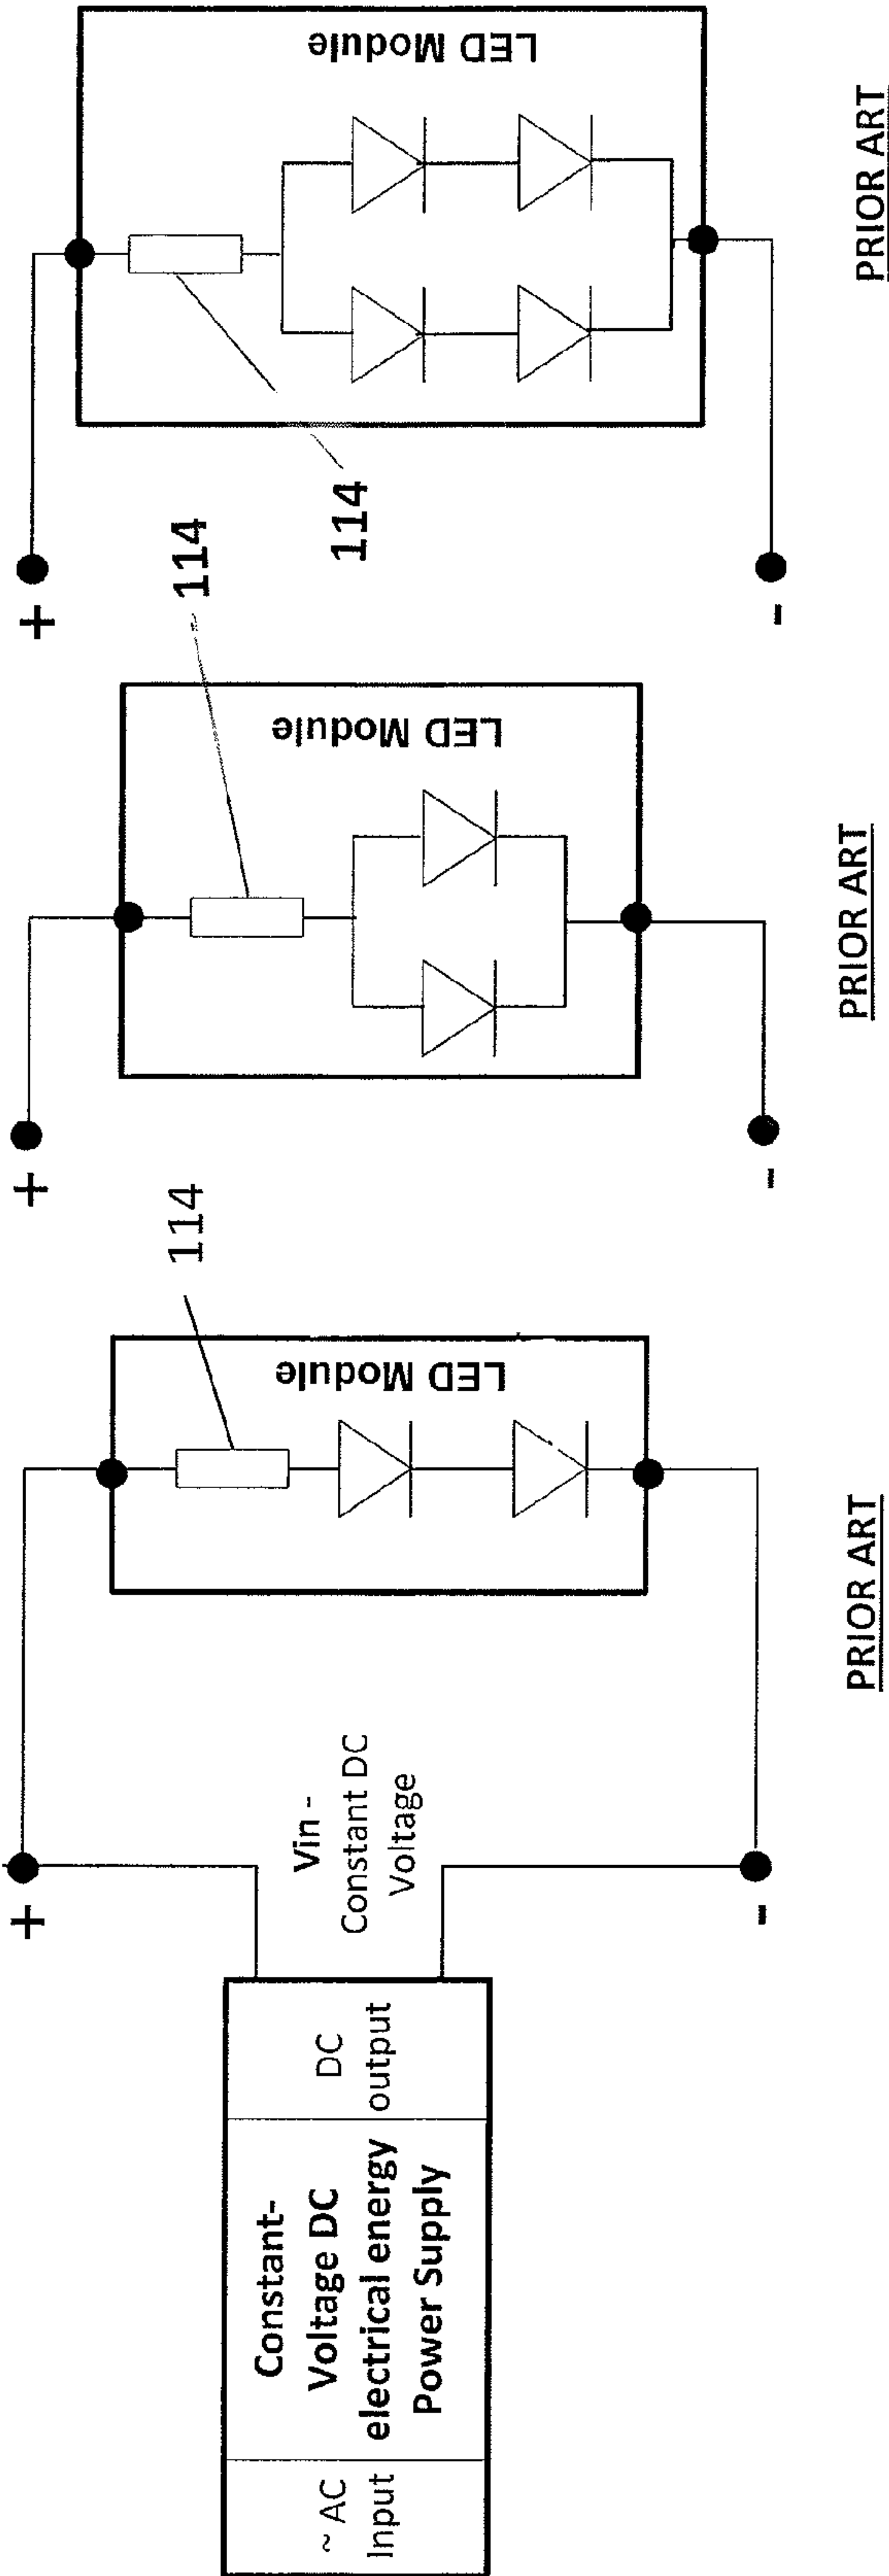 ~ AC
Input
Constant-
Voltage DC
electrical energy
Power Supply
DC
output
+
-
Vin -
Constant DC
Voltage
114
LED Module
PRIOR ART
+
-
114
LED Module
PRIOR ART
+
-
114
LED Module
PRIOR ART